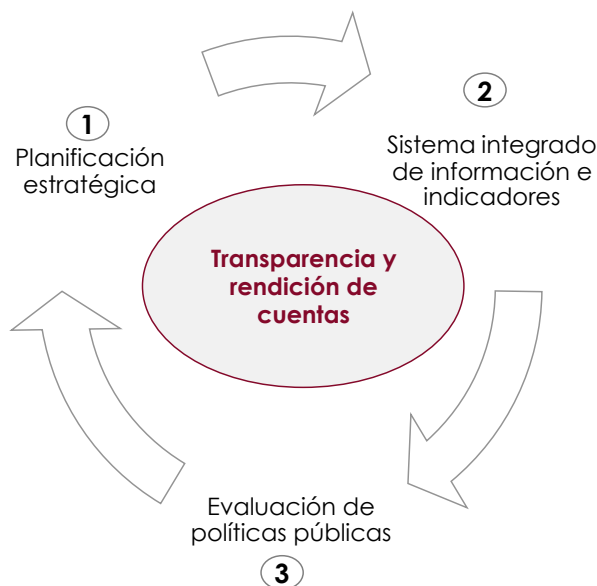 1
Planificación
estratégica
2
Sistema integrado
de información e
indicadores
Transparencia y
rendición de
cuentas
Evaluación de
políticas públicas
3